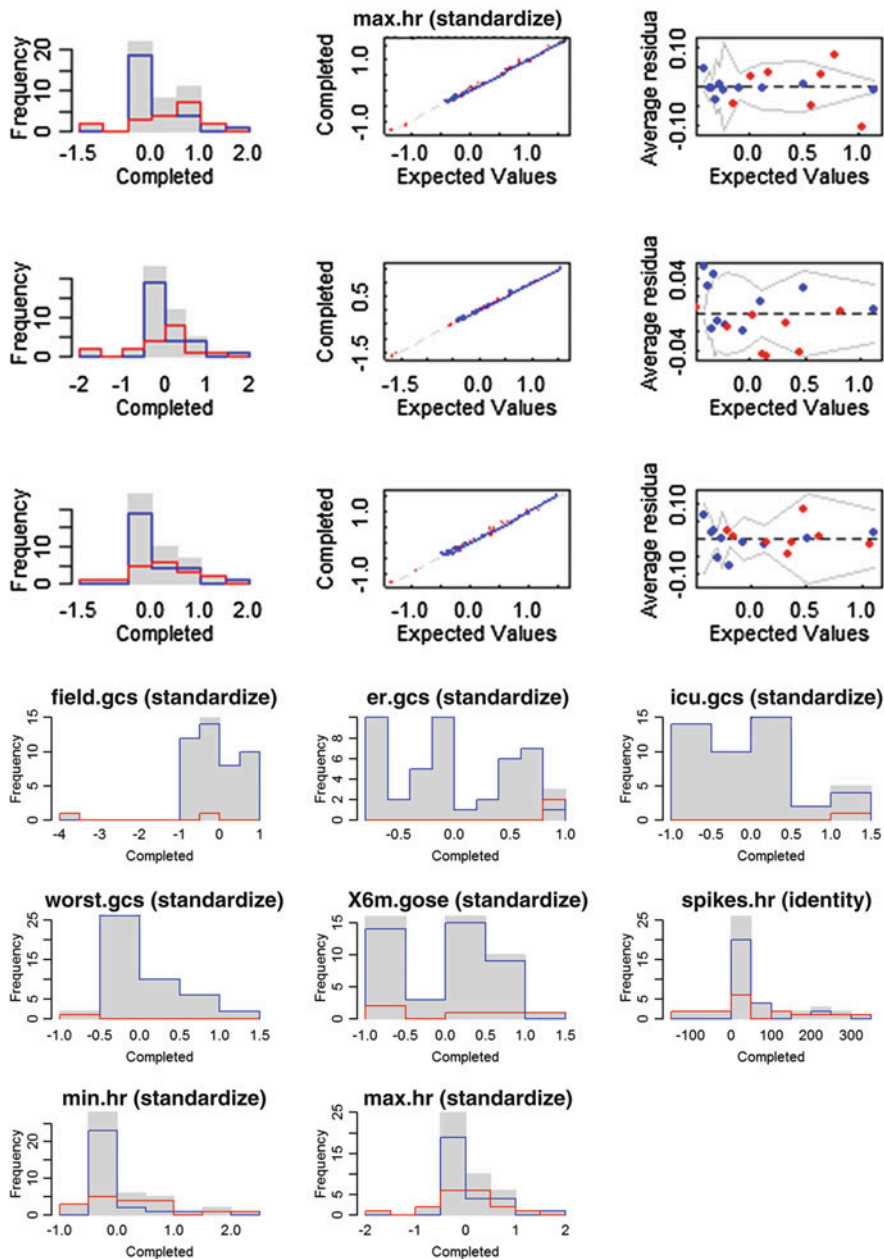 max.hr (standardize)
Frequency
0 10 20
-1.5 0.0 1.0 2.0
Completed
Completed
-1.0 1.0
-1.0 0.0 1.0
Expected Values
Average residua
-0.10 0.10
0.0 0.5 1.0
Expected Values
Frequency
0 10
-2 -1 0 1 2
Completed
Completed
-1.5 0.5
-1.5 0.0 1.0
Expected Values
Average residua
-0.04 0.04
0.0 0.5 1.0
Expected Values
Frequency
0 10
-1.5 0.0 1.0 2.0
Completed
Completed
-1.0 1.0
-1.0 0.0 1.0
Expected Values
Average residua
-0.10 0.10
0.0 0.5 1.0
Expected Values
field.gcs (standardize)
Frequency
0 5 10 15
-4 -3 -2 -1 0 1
Completed
er.gcs (standardize)
Frequency
0 2 4 6 8
-0.5 0.0 0.5 1.0
Completed
icu.gcs (standardize)
Frequency
0 5 10 15
-1.0 -0.5 0.0 0.5 1.0 1.5
Completed
worst.gcs (standardize)
Frequency
0 5 15 25
-1.0 0.0 0.5 1.0 1.5
Completed
X6m.gose (standardize)
Frequency
0 5 10 15
-1.0 -0.5 0.0 0.5 1.0 1.5
Completed
spikes.hr (identity)
Frequency
0 5 15 25
-100 0 100 200 300
Completed
min.hr (standardize)
Frequency
0 10 20
-1.0 0.0 1.0 2.0
Completed
max.hr (standardize)
Frequency
0 5 15 25
-2 -1 0 1 2
Completed